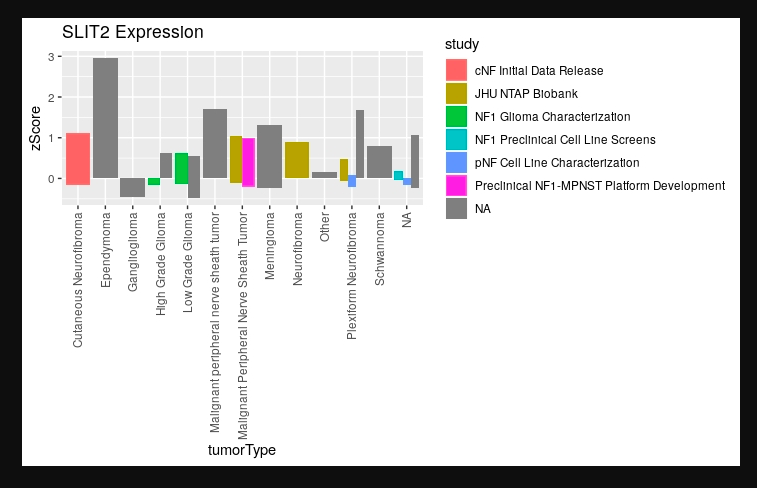 SLIT2 Expression
zScore
3
2
1
0
Cutaneous Neurofibroma
Ependymoma
Ganglioglioma
High Grade Glioma
Low Grade Glioma
Malignant peripheral nerve sheath tumor
Malignant Peripheral Nerve Sheath Tumor
Meningioma
Neurofibroma
Other
Plexiform Neurofibroma
Schwannoma
NA
tumorType
study
cNF Initial Data Release
JHU NTAP Biobank
NF1 Glioma Characterization
NF1 Preclinical Cell Line Screens
pNF Cell Line Characterization
Preclinical NF1-MPNST Platform Development
NA